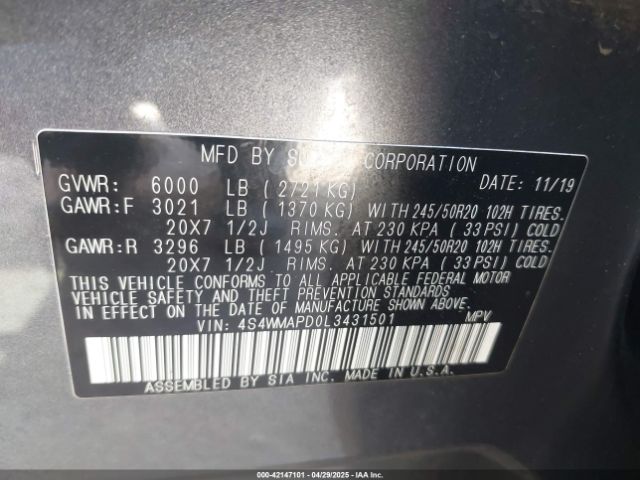 MFD BY CORPORATION
GVWR: 6000 LB ( 2721 KG) DATE: 11/19
GAWR:F 3021 LB ( 1370 KG) WITH 245/50R20 102H TIRES.
20X7 1/2J RIMS. AT 230 KPA ( 33 PSI) COLD
GAWR:R 3296 LB ( 1495 KG) WITH 245/50R20 102H TIRES.
20X7 1/2J RIMS. AT 230 KPA ( 33 PSI) COLD
THIS VEHICLE CONFORMS TO ALL APPLICABLE FEDERAL MOTOR
VEHICLE SAFETY AND THEFT PREVENTION STANDARDS
IN EFFECT ON THE DATE OF MANUFACTURE SHOWN ABOVE.
VIN: 4S4WMAPD0L3431501 MPV
ASSEMBLED BY SIA INC. MADE IN U.S.A.
000-42147101 - 04/29/2025 - www.iaai.com